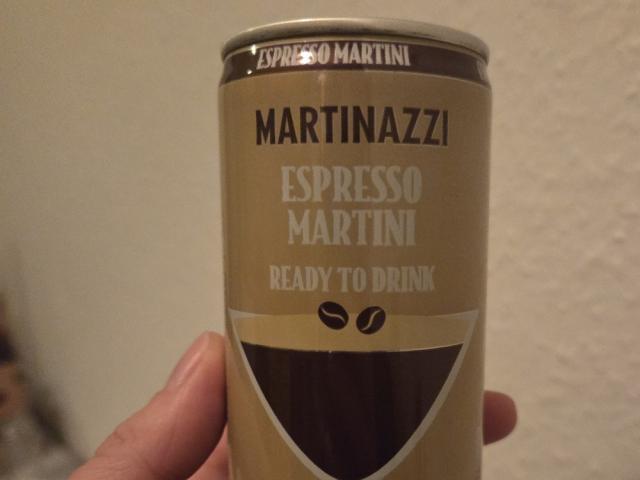 ESPRESSO MARTINI
MARTINAZZI
ESPRESSO
MARTINI
READY TO DRINK